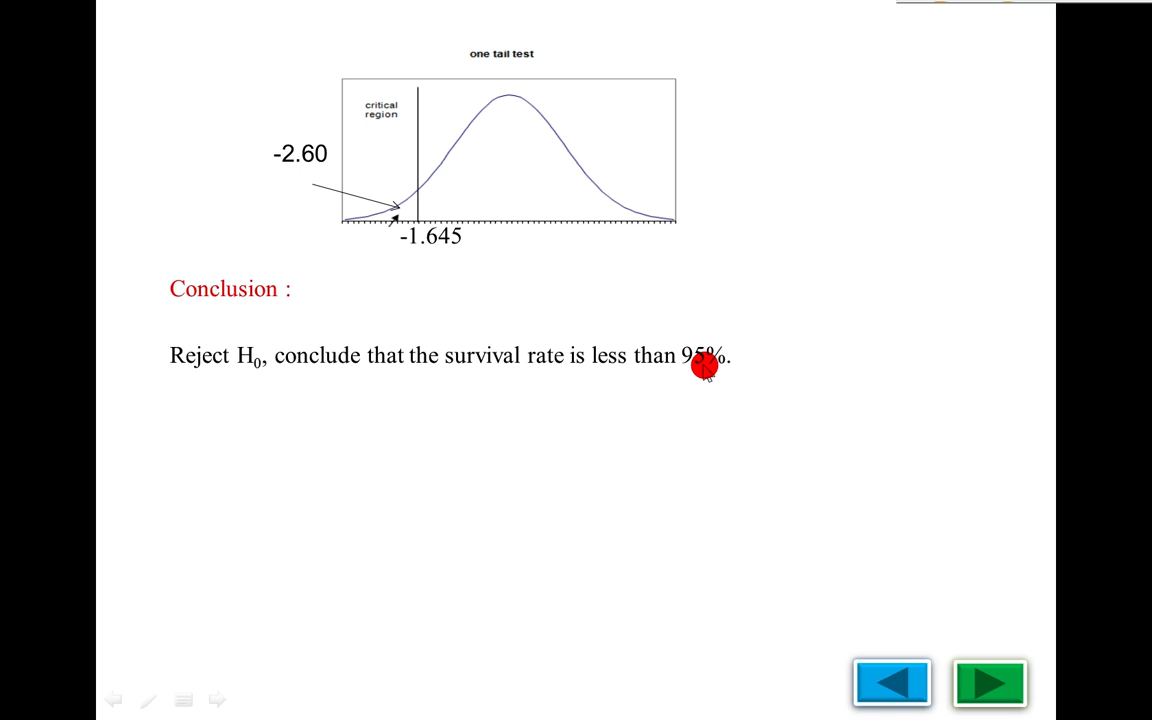 one tail test
critical
region
-2.60
-1.645
Conclusion :
Reject H₀, conclude that the survival rate is less than 95%.